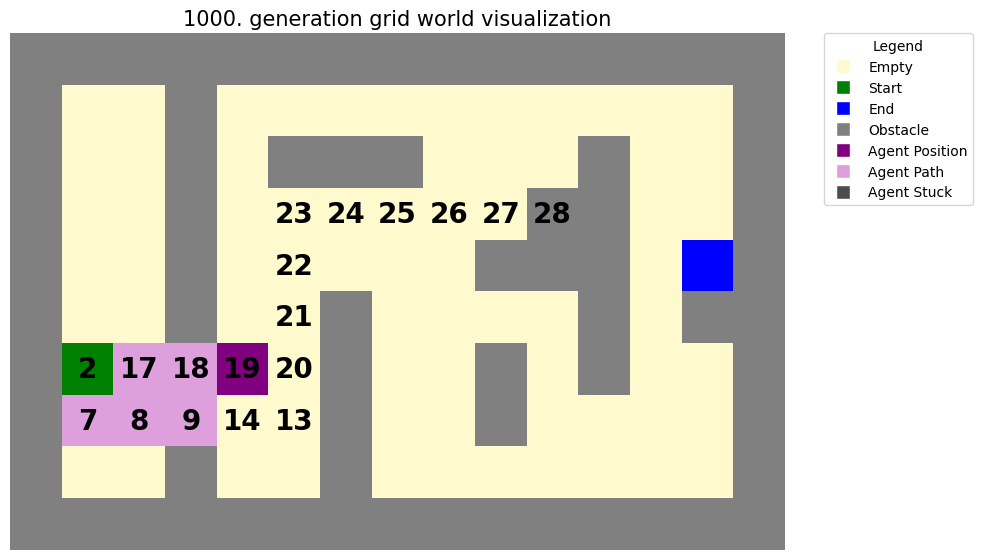 1000. generation grid world visualization
Legend
Empty
Start
End
Obstacle
Agent Position
Agent Path
Agent Stuck
23 24 25 26 27 28
22
21
2 17 18 19 20
7 8 9 14 13